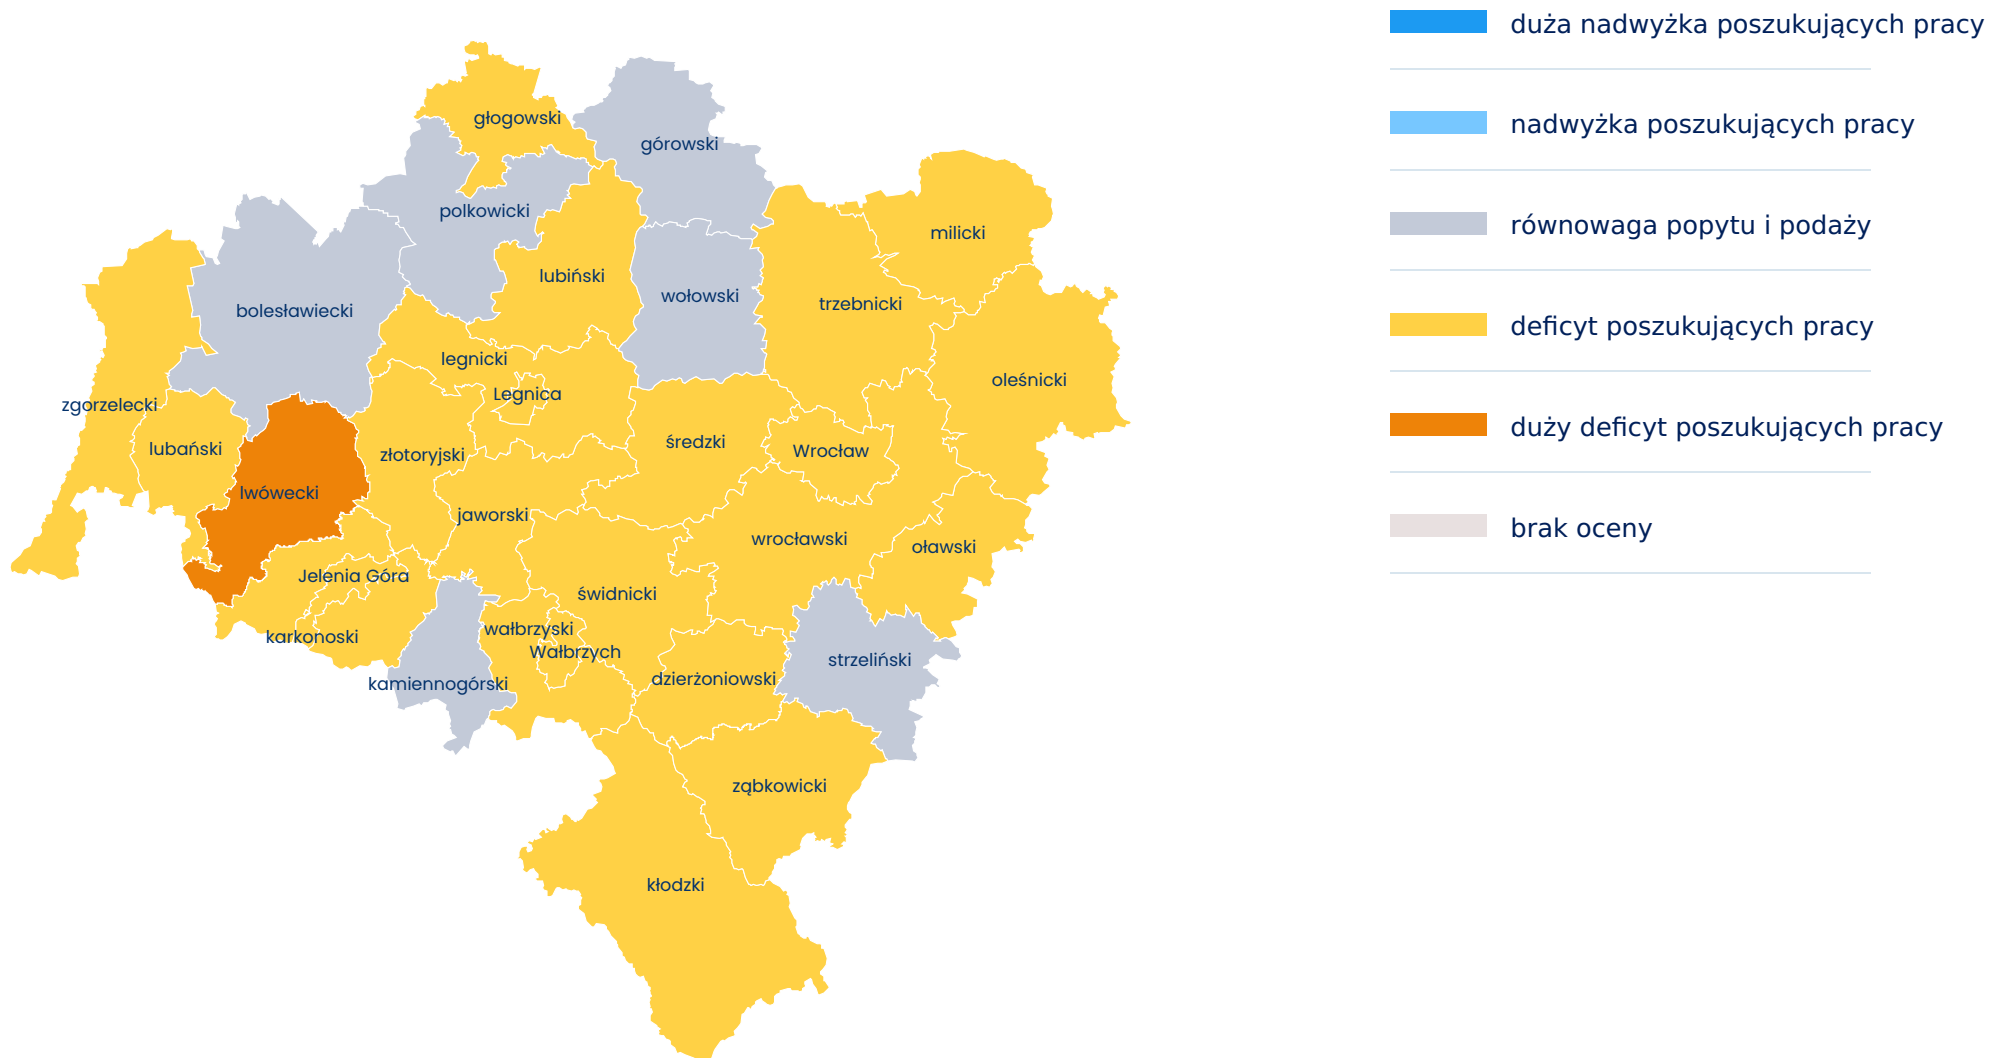 duża nadwyżka poszukujących pracy
nadwyżka poszukujących pracy
równowaga popytu i podaży
deficyt poszukujących pracy
duży deficyt poszukujących pracy
brak oceny
głogowski
górowski
polkowicki
milicki
lubiński
wołowski
trzebnicki
bolesławiecki
legnicki
Legnica
oleśnicki
zgorzelecki
lubański
złotoryjski
średzki
Wrocław
lwówecki
jaworski
wrocławski
oławski
Jelenia Góra
świdnicki
karkonoski
wałbrzyski
Wałbrzych
kamiennogórski
dzierżoniowski
strzeliński
ząbkowicki
kłodzki